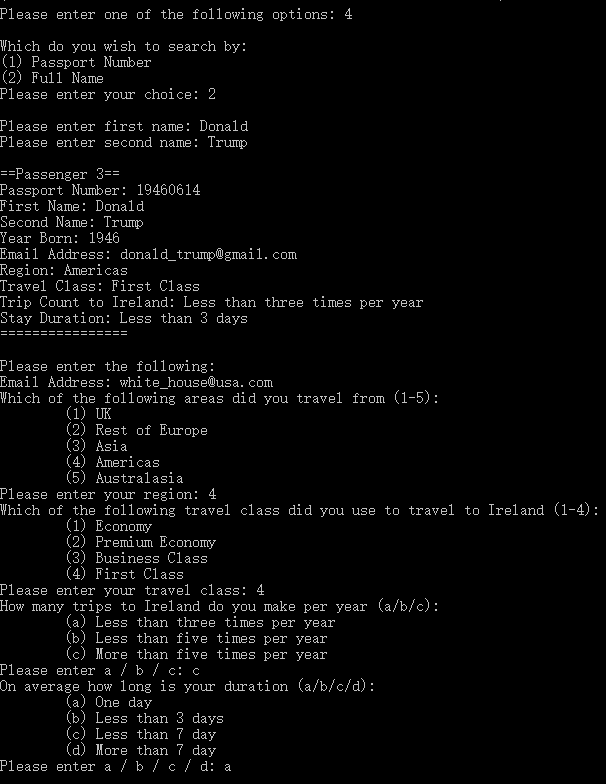 Please enter one of the following options: 4
Which do you wish to search by:
(1) Passport Number
(2) Full Name
Please enter your choice: 2
Please enter first name: Donald
Please enter second name: Trump
==Passenger 3==
Passport Number: 19460614
First Name: Donald
Second Name: Trump
Year Born: 1946
Email Address: donald_trump@gmail.com
Region: Americas
Travel Class: First Class
Trip Count to Ireland: Less than three times per year
Stay Duration: Less than 3 days
================
Please enter the following:
Email Address: white_house@usa.com
Which of the following areas did you travel from (1-5):
(1) UK
(2) Rest of Europe
(3) Asia
(4) Americas
(5) Australasia
Please enter your region: 4
Which of the following travel class did you use to travel to Ireland (1-4):
(1) Economy
(2) Premium Economy
(3) Business Class
(4) First Class
Please enter your travel class: 4
How many trips to Ireland do you make per year (a/b/c):
(a) Less than three times per year
(b) Less than five times per year
(c) More than five times per year
Please enter a / b / c: c
On average how long is your duration (a/b/c/d):
(a) One day
(b) Less than 3 days
(c) Less than 7 day
(d) More than 7 day
Please enter a / b / c / d: a